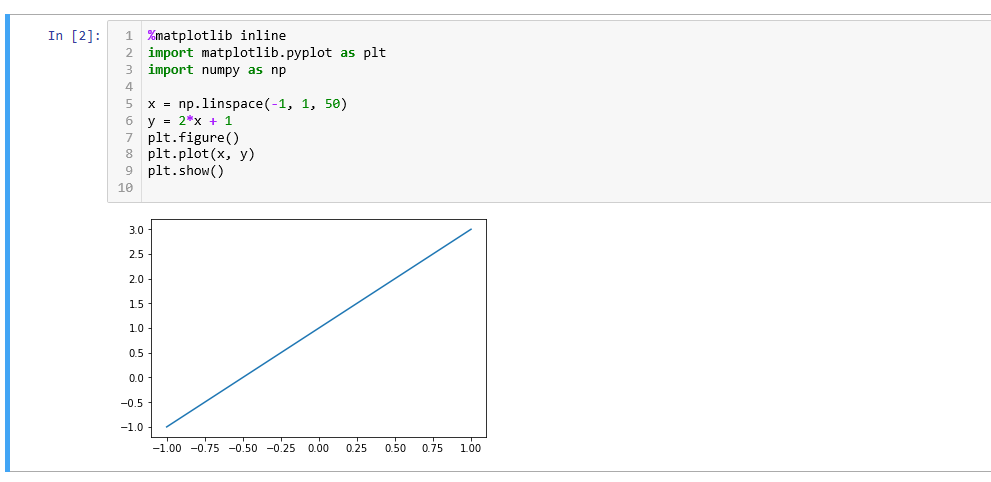 In [2]:
1 %matplotlib inline
2 import matplotlib.pyplot as plt
3 import numpy as np
4
5 x = np.linspace(-1, 1, 50)
6 y = 2*x + 1
7 plt.figure()
8 plt.plot(x, y)
9 plt.show()
10
3.0
2.5
2.0
1.5
1.0
0.5
0.0
−0.5
−1.0
−1.00 −0.75 −0.50 −0.25 0.00 0.25 0.50 0.75 1.00